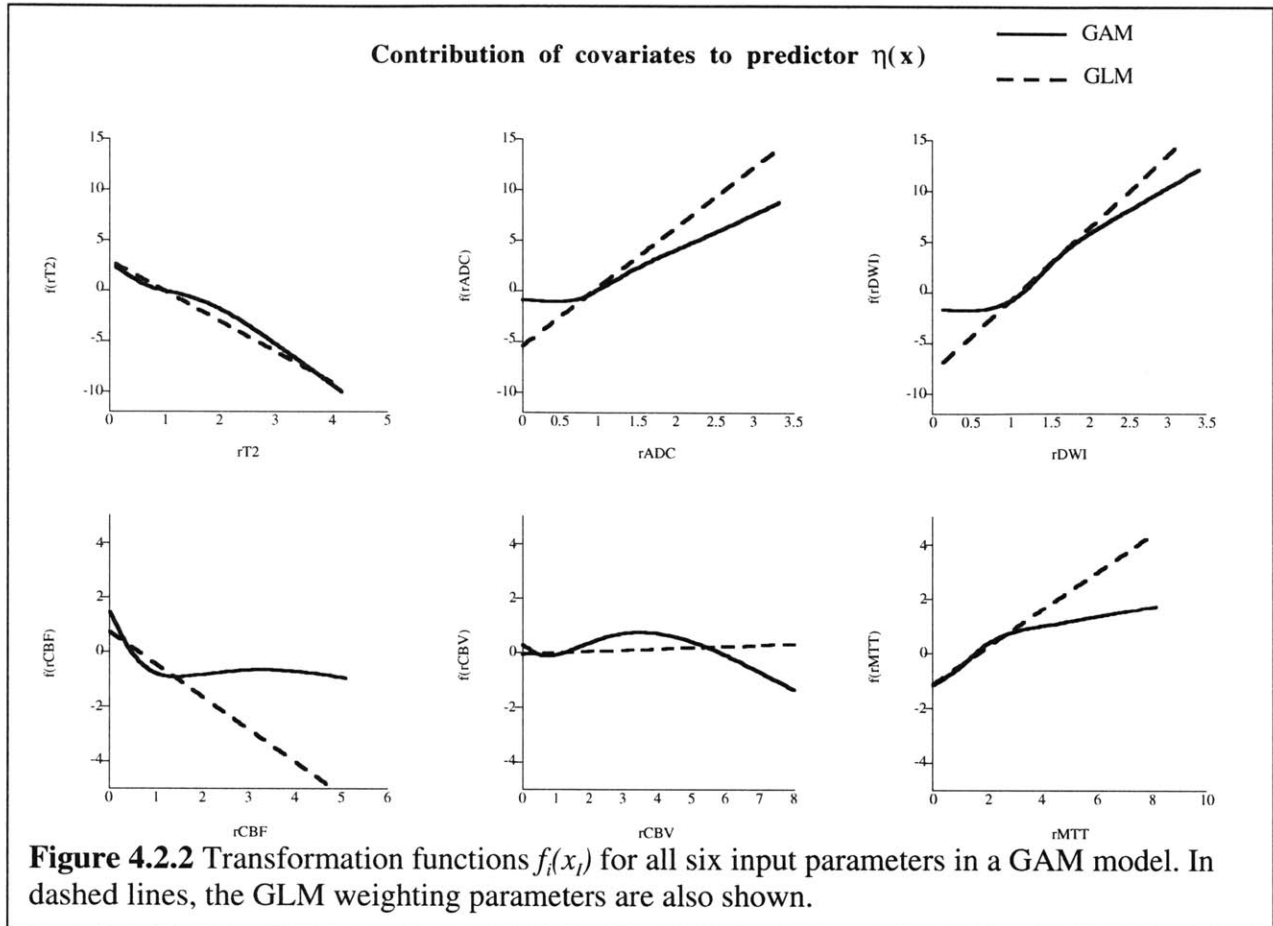 Contribution of covariates to predictor η(x)
GAM
GLM
15
10
5
0
-5
-10
f(rT2)
0 1 2 3 4 5
rT2
15
10
5
0
-5
-10
f(rADC)
0 0.5 1 1.5 2 2.5 3 3.5
rADC
15
10
5
0
-5
-10
f(rDWI)
0 0.5 1 1.5 2 2.5 3 3.5
rDWI
4
2
0
-2
-4
f(rCBF)
0 1 2 3 4 5 6
rCBF
4
2
0
-2
-4
f(rCBV)
0 1 2 3 4 5 6 7 8
rCBV
4
2
0
-2
-4
f(rMTT)
0 2 4 6 8 10
rMTT
Figure 4.2.2 Transformation functions fi(xI) for all six input parameters in a GAM model. In
dashed lines, the GLM weighting parameters are also shown.